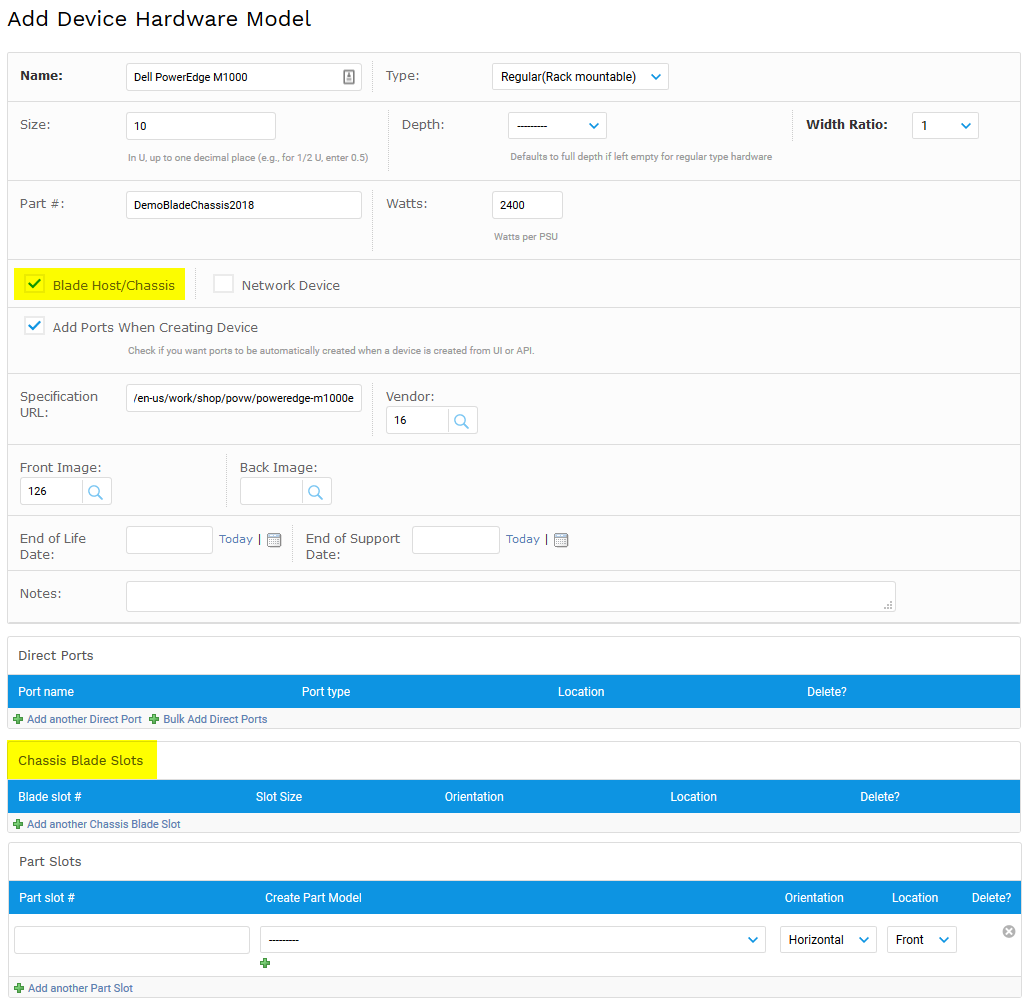 Add Device Hardware Model
Name: Dell PowerEdge M1000 Type: Regular(Rack mountable)
Size: 10 Depth: --------- Width Ratio: 1
In U, up to one decimal place (e.g., for 1/2 U, enter 0.5) Defaults to full depth if left empty for regular type hardware
Part #: DemoBladeChassis2018 Watts: 2400
Watts per PSU
Blade Host/Chassis Network Device
Add Ports When Creating Device
Check if you want ports to be automatically created when a device is created from UI or API.
Specification URL: /en-us/work/shop/povw/poweredge-m1000e Vendor:
16
Front Image: Back Image:
126
End of Life Date: Today | End of Support Date: Today |
Notes:
Direct Ports
Port name Port type Location Delete?
Add another Direct Port Bulk Add Direct Ports
Chassis Blade Slots
Blade slot # Slot Size Orientation Location Delete?
Add another Chassis Blade Slot
Part Slots
Part slot # Create Part Model Orientation Location Delete?
--------- Horizontal Front
Add another Part Slot